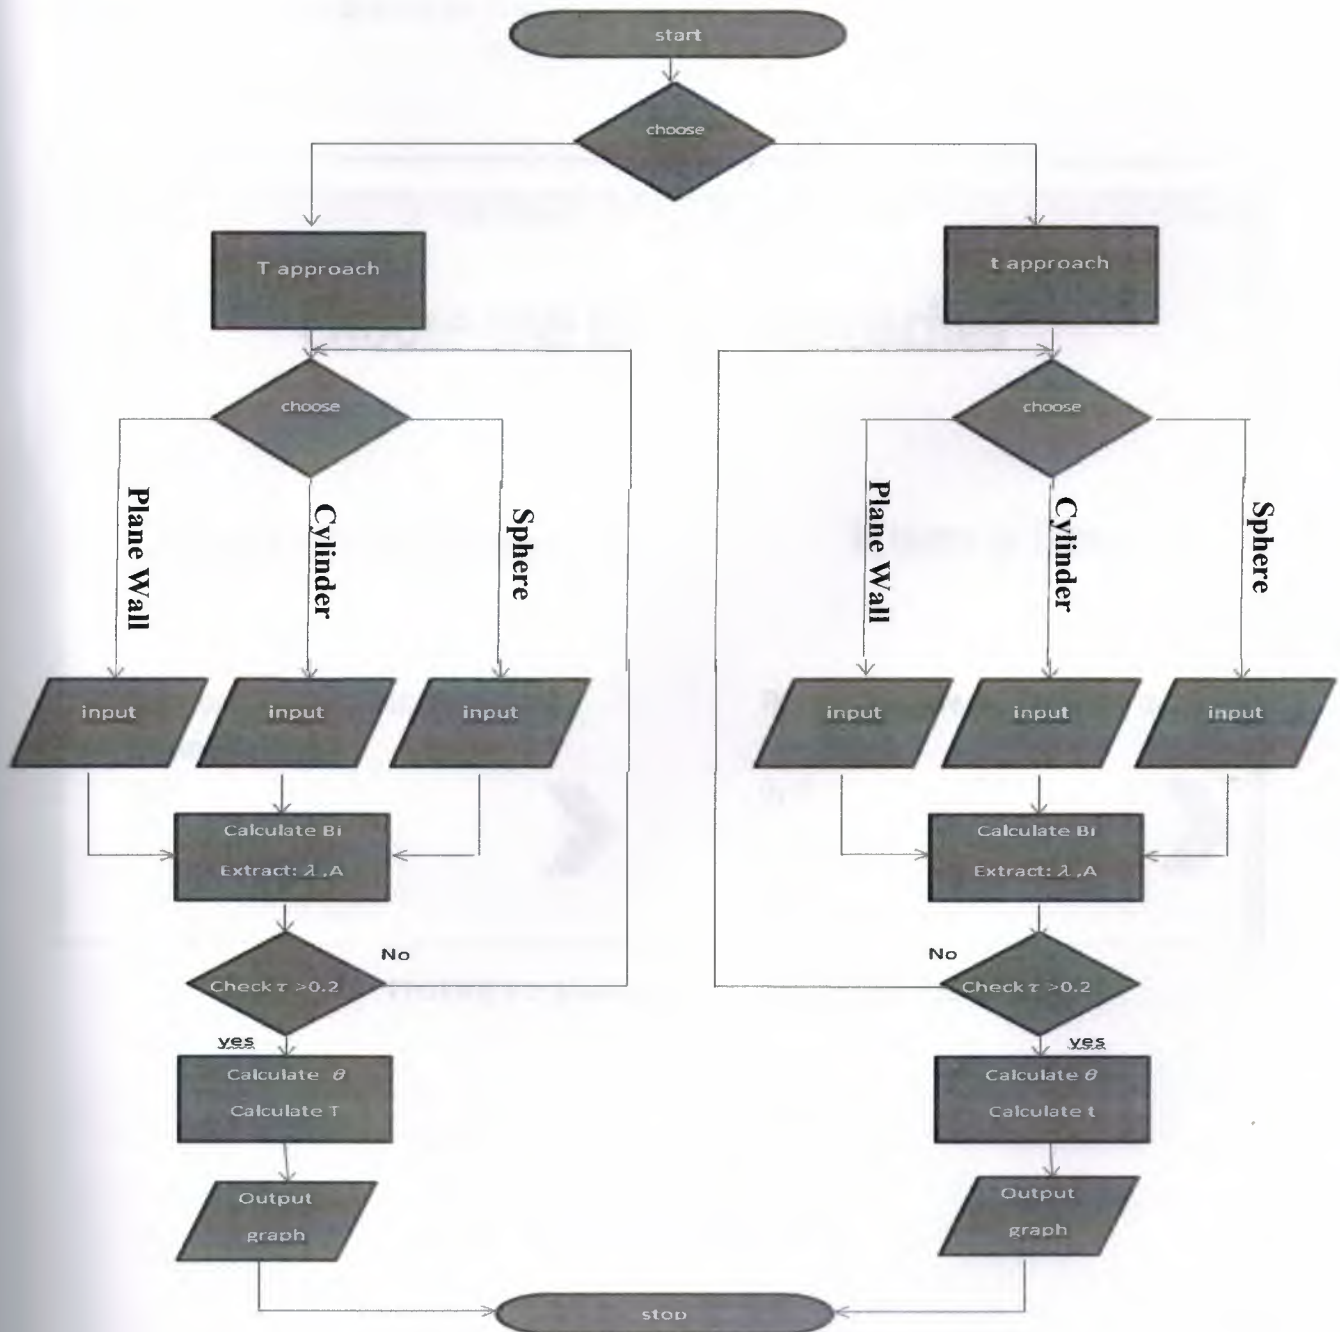 start
choose
T approach
t approach
choose
choose
Plane Wall
Cylinder
Sphere
Plane Wall
Cylinder
Sphere
input
input
input
input
input
input
Calculate Bi
Extract: λ ,A
Calculate Bi
Extract: λ ,A
No
Check τ >0.2
No
Check τ >0.2
yes
yes
Calculate θ
Calculate T
Calculate θ
Calculate t
Output
graph
Output
graph
stop